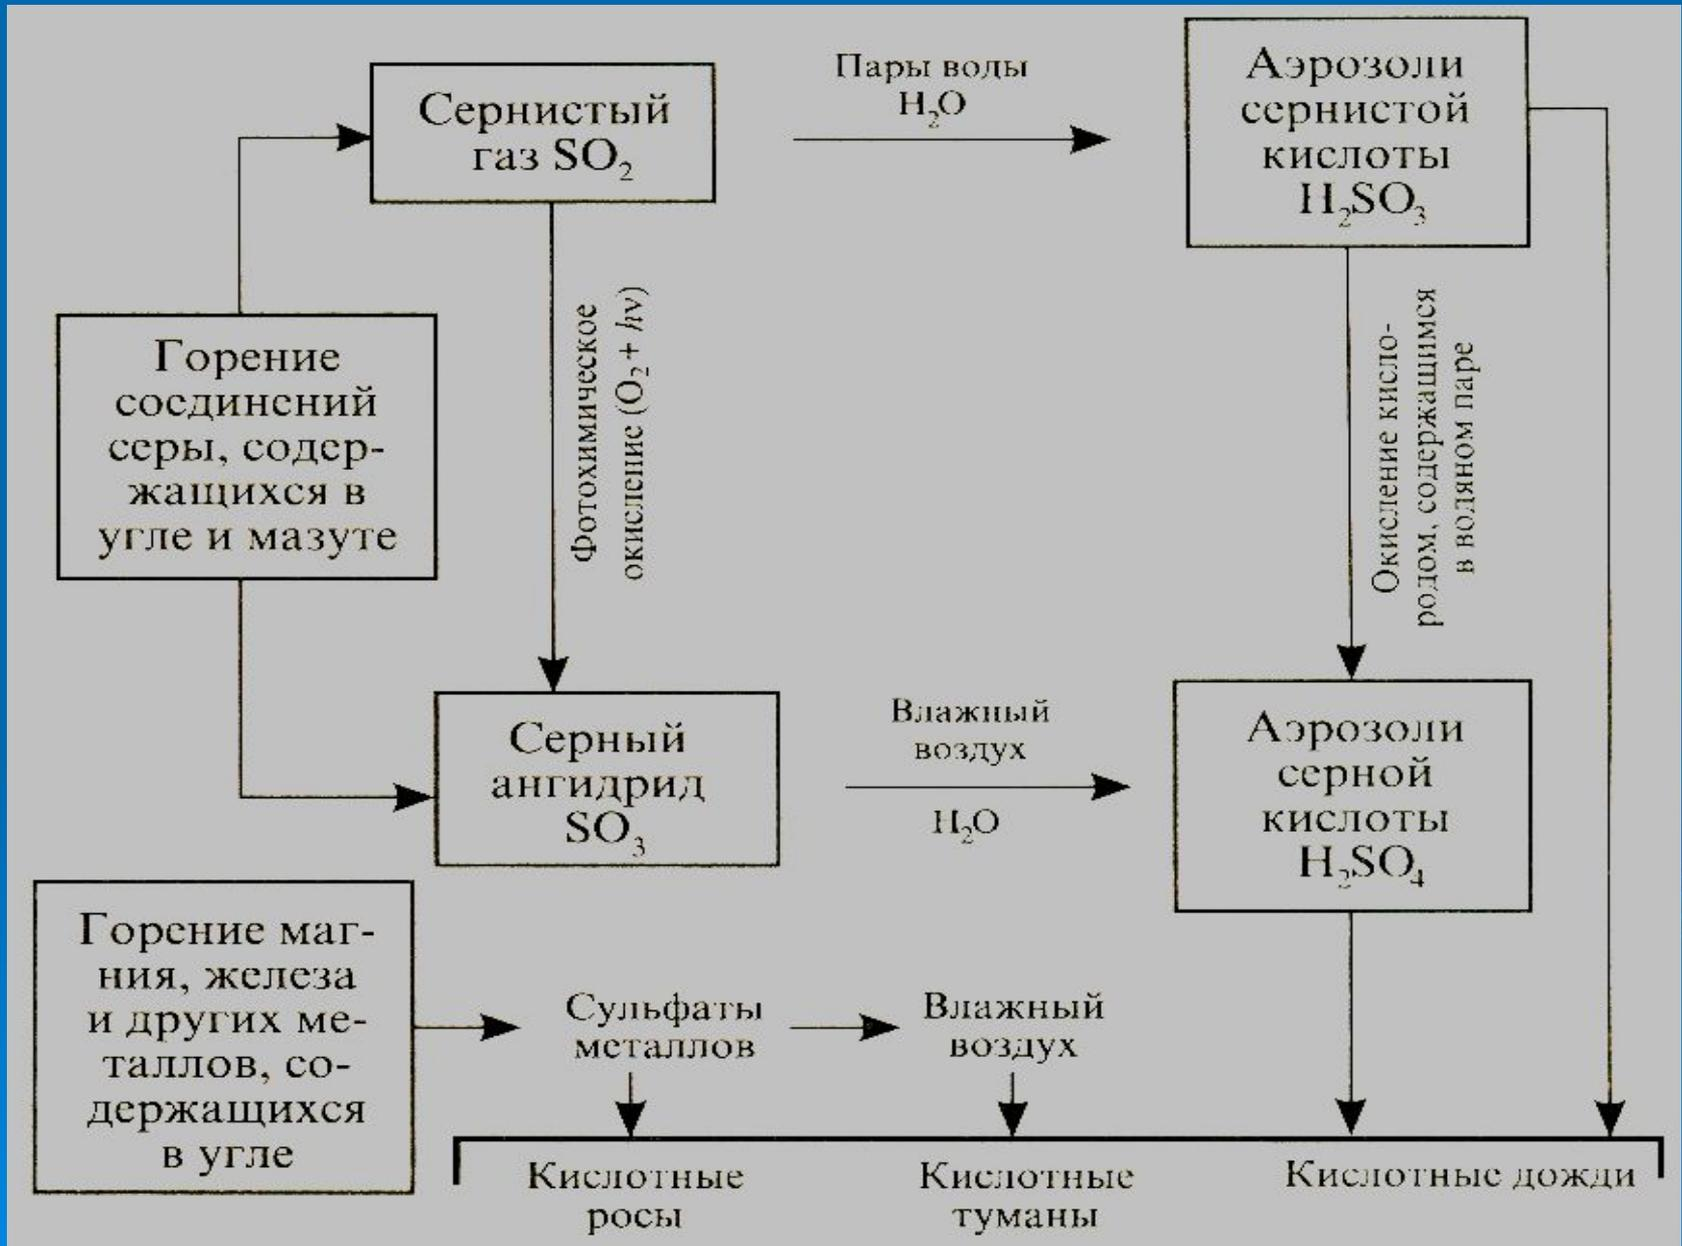 Сернистый
газ SO₂
Пары воды
H₂O
Аэрозоли
сернистой
кислоты
H₂SO₃
Горение
соединений
серы, содер-
жащихся в
угле и мазуте
Фотохимическое
окисление (O₂ + hν)
Окисление кисло-
родом, содержащимся
в водяном паре
Серный
ангидрид
SO₃
Влажный
воздух
H₂O
Аэрозоли
серной
кислоты
H₂SO₄
Горение маг-
ния, железа
и других ме-
таллов, со-
держащихся
в угле
Сульфаты
металлов
Влажный
воздух
Кислотные
росы
Кислотные
туманы
Кислотные дожди